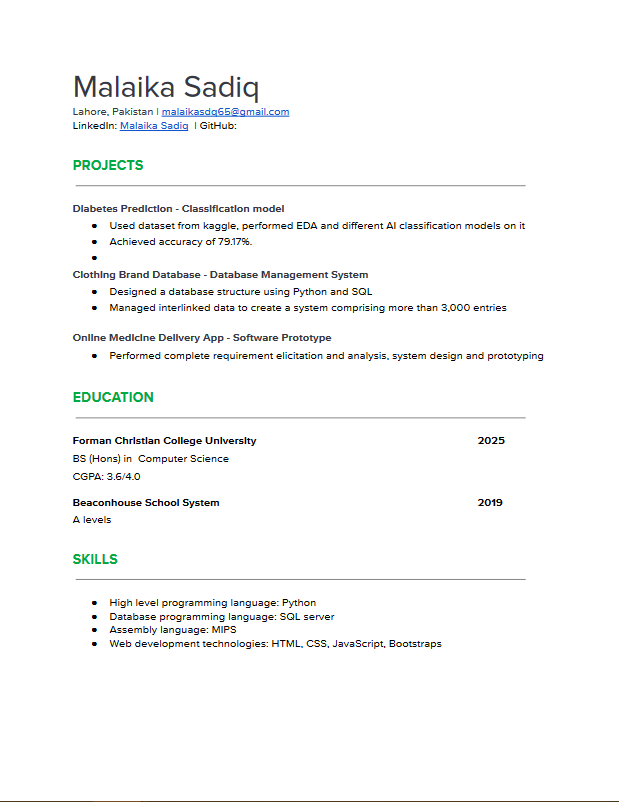 Malaika Sadiq
Lahore, Pakistan | malaikasdq65@gmail.com
LinkedIn: Malaika Sadiq | GitHub:
PROJECTS
Diabetes Prediction - Classification model
● Used dataset from kaggle, performed EDA and different AI classification models on it
● Achieved accuracy of 79.17%.
●
Clothing Brand Database - Database Management System
● Designed a database structure using Python and SQL
● Managed interlinked data to create a system comprising more than 3,000 entries
Online Medicine Delivery App - Software Prototype
● Performed complete requirement elicitation and analysis, system design and prototyping
EDUCATION
Forman Christian College University 2025
BS (Hons) in Computer Science
CGPA: 3.6/4.0
Beaconhouse School System 2019
A levels
SKILLS
● High level programming language: Python
● Database programming language: SQL server
● Assembly language: MIPS
● Web development technologies: HTML, CSS, JavaScript, Bootstraps